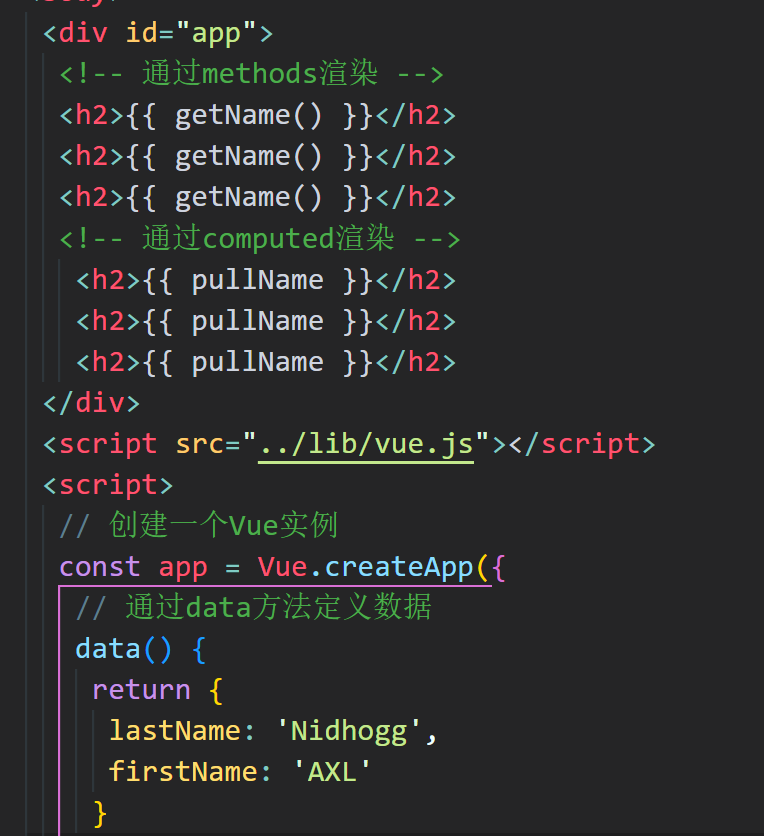 <div id="app">
<!-- 通过methods渲染 -->
<h2>{{ getName() }}</h2>
<h2>{{ getName() }}</h2>
<h2>{{ getName() }}</h2>
<!-- 通过computed渲染 -->
<h2>{{ pullName }}</h2>
<h2>{{ pullName }}</h2>
<h2>{{ pullName }}</h2>
</div>
<script src="../lib/vue.js"></script>
<script>
// 创建一个Vue实例
const app = Vue.createApp({
// 通过data方法定义数据
data() {
return {
lastName: 'Nidhogg',
firstName: 'AXL'
}